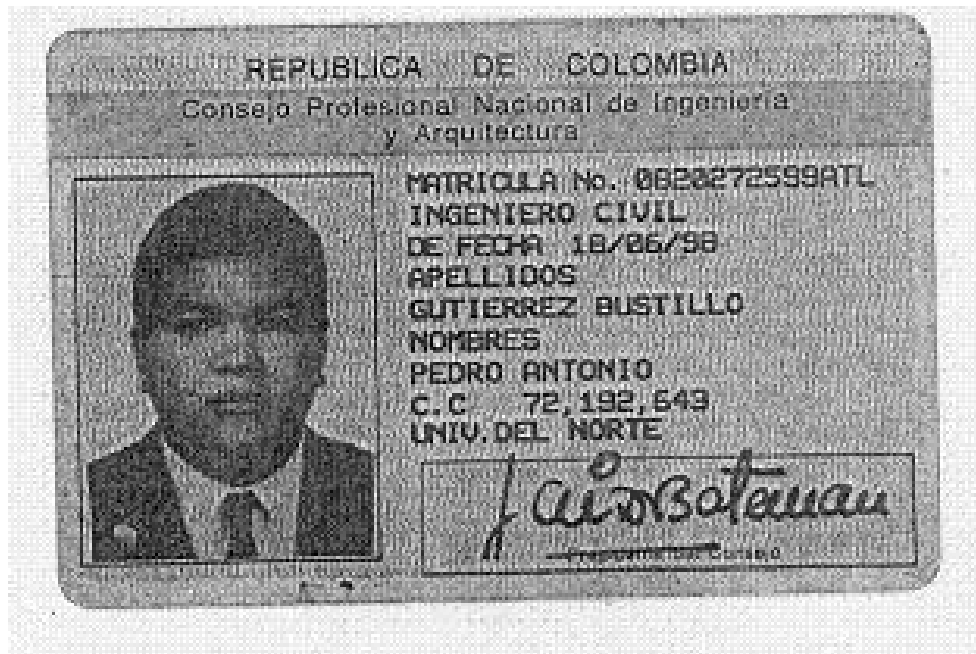 REPUBLICA DE COLOMBIA
Consejo Profesional Nacional de Ingenieria
y Arquitectura
MATRICULA No. 0820272599ATL
INGENIERO CIVIL
DE FECHA 18/06/98
APELLIDOS
GUTIERREZ BUSTILLO
NOMBRES
PEDRO ANTONIO
C.C 72,192,643
UNIV.DEL NORTE
Bateman